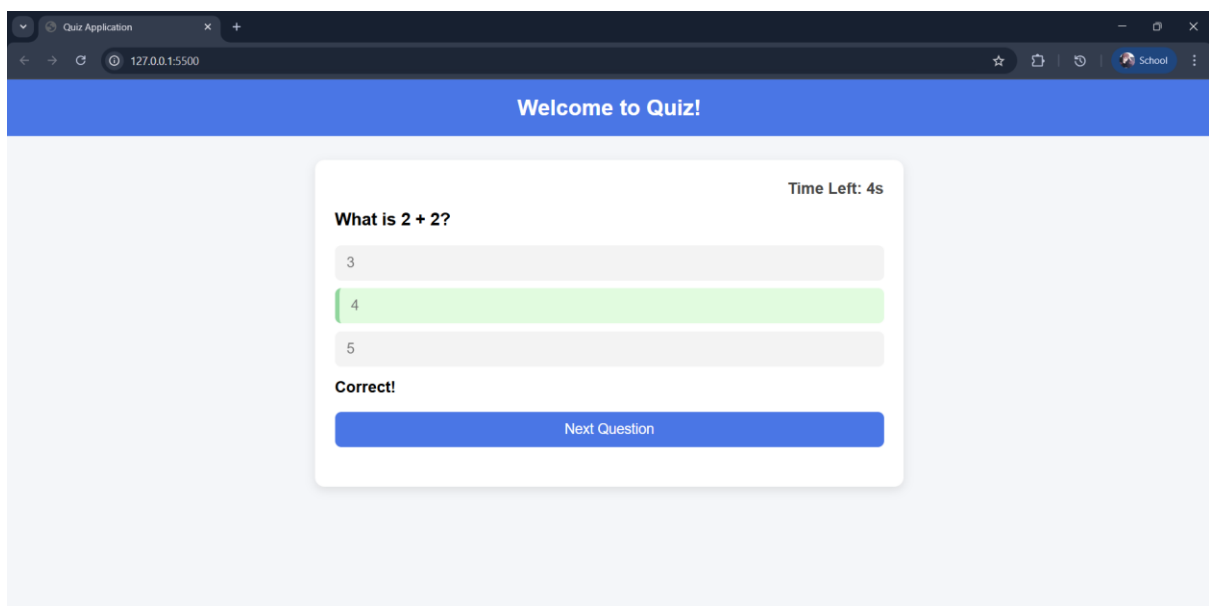 Quiz Application
127.0.0.1:5500
School
Welcome to Quiz!
Time Left: 4s
What is 2 + 2?
3
4
5
Correct!
Next Question